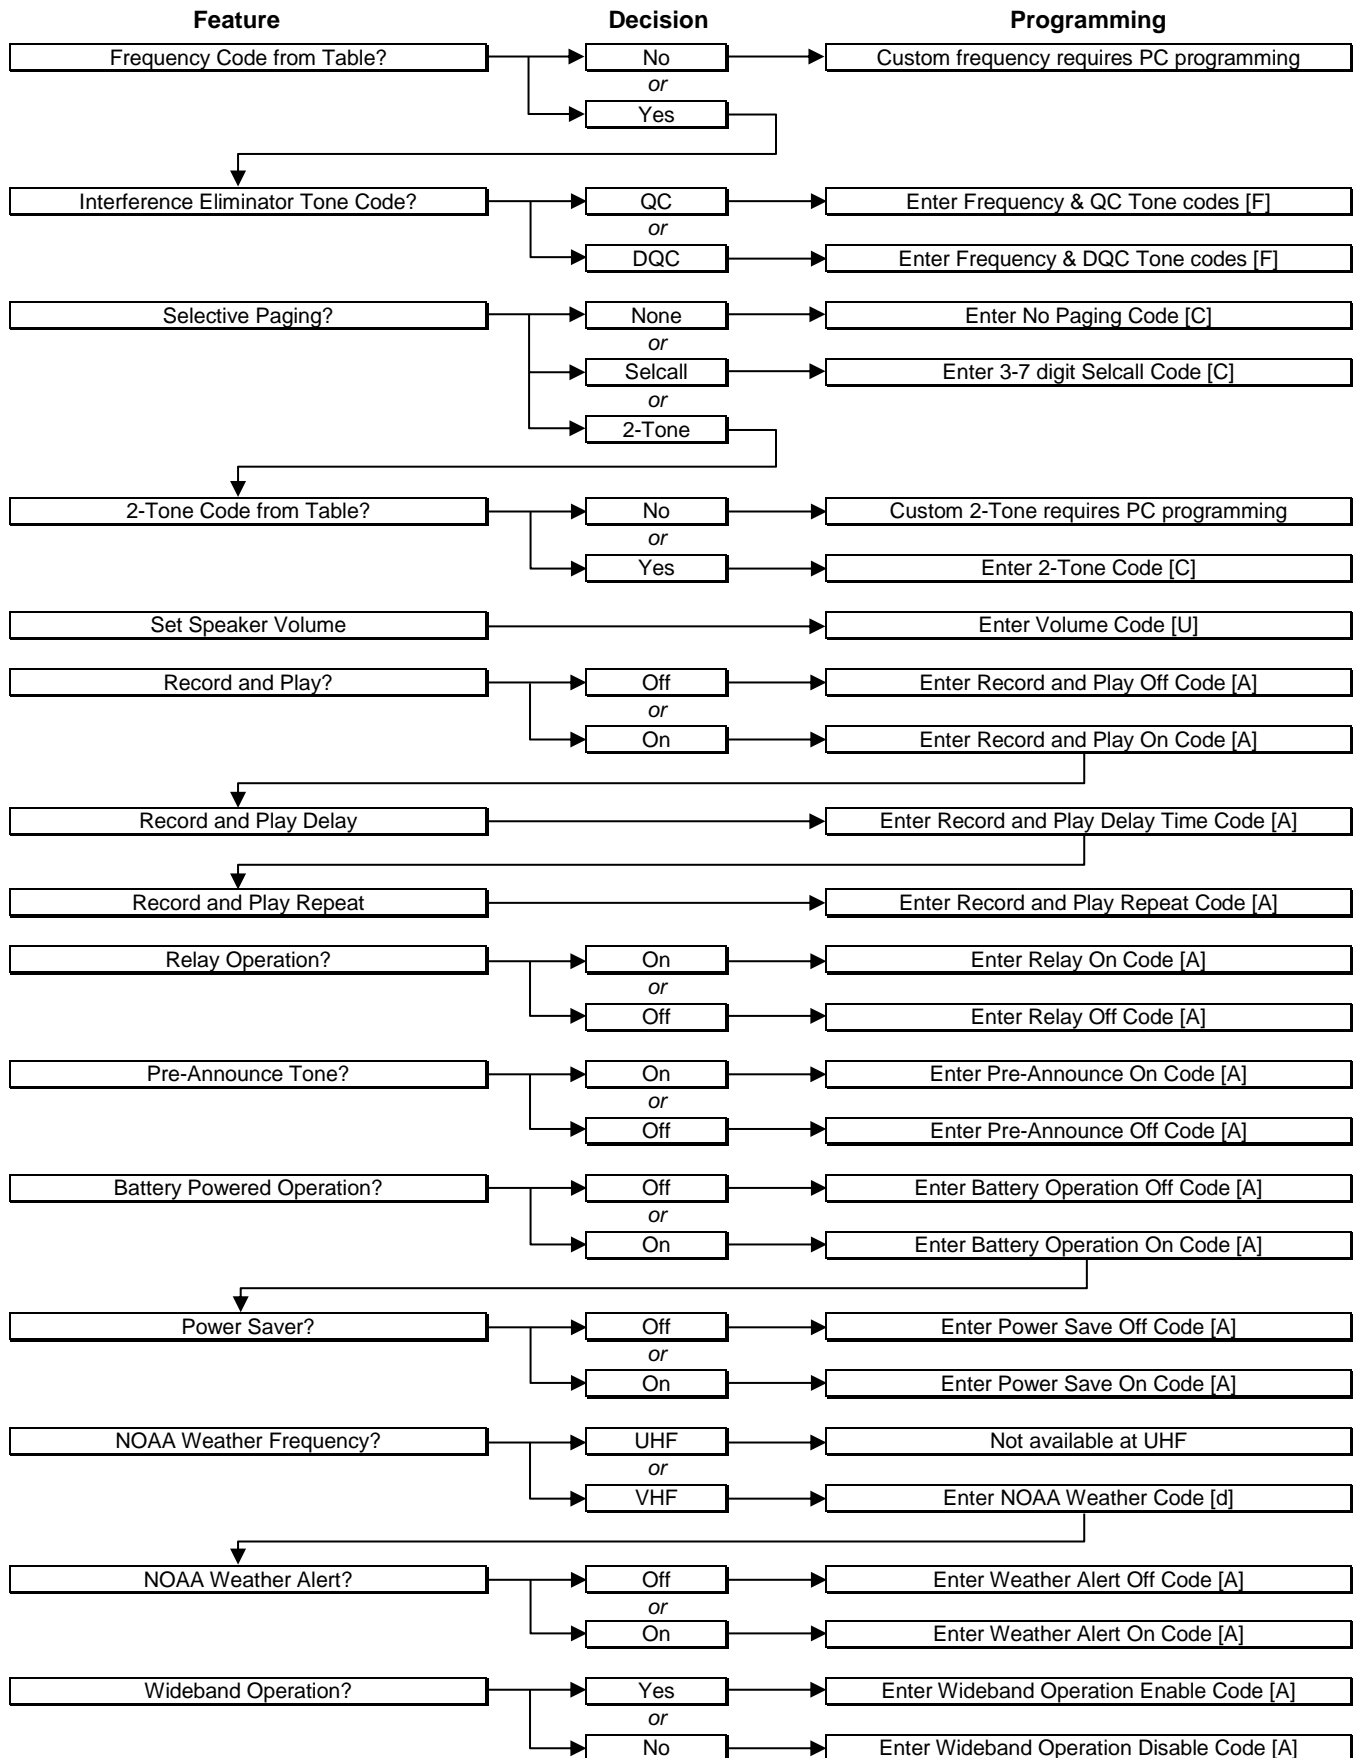 Feature Decision Programming
Frequency Code from Table? No Custom frequency requires PC programming
or
Yes
Interference Eliminator Tone Code? QC Enter Frequency & QC Tone codes [F]
or
DQC Enter Frequency & DQC Tone codes [F]
Selective Paging? None Enter No Paging Code [C]
or
Selcall Enter 3-7 digit Selcall Code [C]
or
2-Tone
2-Tone Code from Table? No Custom 2-Tone requires PC programming
or
Yes Enter 2-Tone Code [C]
Set Speaker Volume Enter Volume Code [U]
Record and Play? Off Enter Record and Play Off Code [A]
or
On Enter Record and Play On Code [A]
Record and Play Delay Enter Record and Play Delay Time Code [A]
Record and Play Repeat Enter Record and Play Repeat Code [A]
Relay Operation? On Enter Relay On Code [A]
or
Off Enter Relay Off Code [A]
Pre-Announce Tone? On Enter Pre-Announce On Code [A]
or
Off Enter Pre-Announce Off Code [A]
Battery Powered Operation? Off Enter Battery Operation Off Code [A]
or
On Enter Battery Operation On Code [A]
Power Saver? Off Enter Power Save Off Code [A]
or
On Enter Power Save On Code [A]
NOAA Weather Frequency? UHF Not available at UHF
or
VHF Enter NOAA Weather Code [d]
NOAA Weather Alert? Off Enter Weather Alert Off Code [A]
or
On Enter Weather Alert On Code [A]
Wideband Operation? Yes Enter Wideband Operation Enable Code [A]
or
No Enter Wideband Operation Disable Code [A]